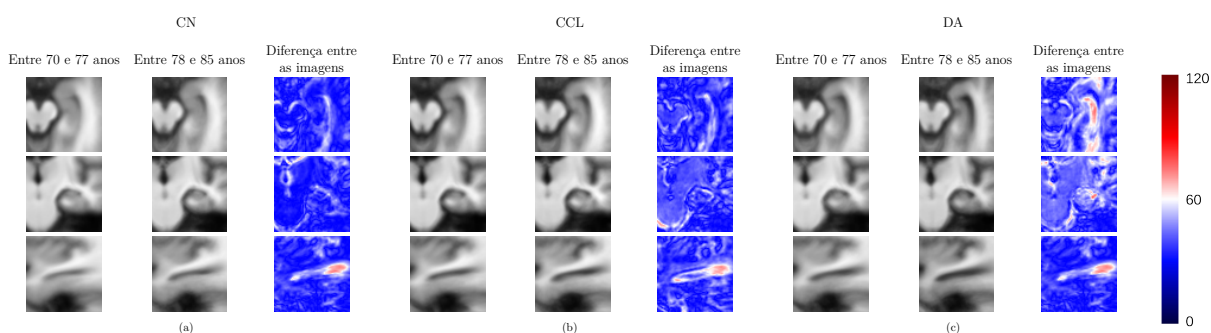 CN
CCL
DA
Entre 70 e 77 anos
Entre 78 e 85 anos
Diferença entre
as imagens
Entre 70 e 77 anos
Entre 78 e 85 anos
Diferença entre
as imagens
Entre 70 e 77 anos
Entre 78 e 85 anos
Diferença entre
as imagens
120
60
0
(a)
(b)
(c)